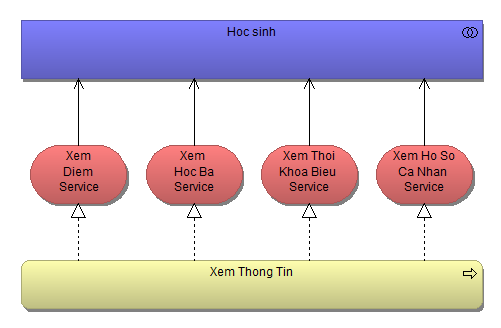 Hoc sinh
Xem
Diem
Service
Xem
Hoc Ba
Service
Xem Thoi
Khoa Bieu
Service
Xem Ho So
Ca Nhan
Service
Xem Thong Tin